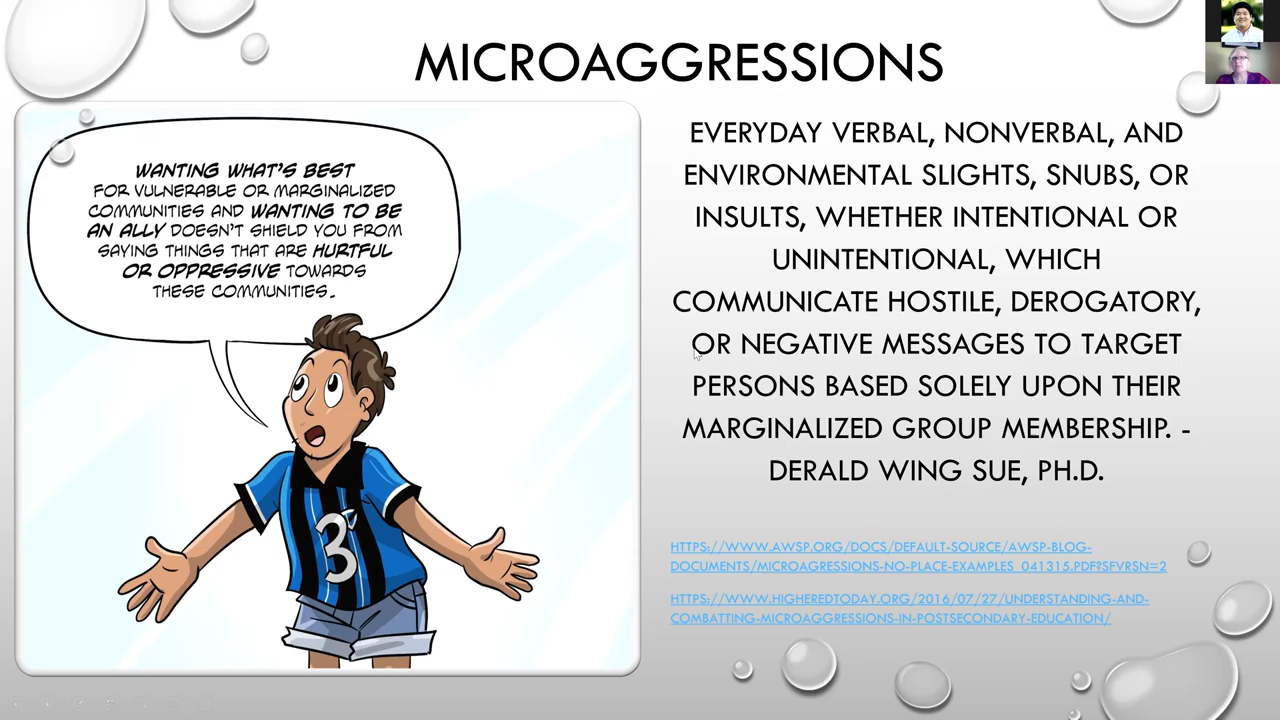 MICROAGGRESSIONS
WANTING WHAT'S BEST
FOR VULNERABLE OR MARGINALIZED
COMMUNITIES AND WANTING TO BE
AN ALLY DOESN'T SHIELD YOU FROM
SAYING THINGS THAT ARE HURTFUL
OR OPPRESSIVE TOWARDS
THESE COMMUNITIES.
3
EVERYDAY VERBAL, NONVERBAL, AND
ENVIRONMENTAL SLIGHTS, SNUBS, OR
INSULTS, WHETHER INTENTIONAL OR
UNINTENTIONAL, WHICH
COMMUNICATE HOSTILE, DEROGATORY,
OR NEGATIVE MESSAGES TO TARGET
PERSONS BASED SOLELY UPON THEIR
MARGINALIZED GROUP MEMBERSHIP. -
DERALD WING SUE, PH.D.
HTTPS://WWW.AWSP.ORG/DOCS/DEFAULT-SOURCE/AWSP-BLOG-
DOCUMENTS/MICROAGRESSIONS-NO-PLACE-EXAMPLES_041315.PDF?SFVRSN=2
HTTPS://WWW.HIGHEREDTODAY.ORG/2016/07/27/UNDERSTANDING-AND-
COMBATTING-MICROAGGRESSIONS-IN-POSTSECONDARY-EDUCATION/